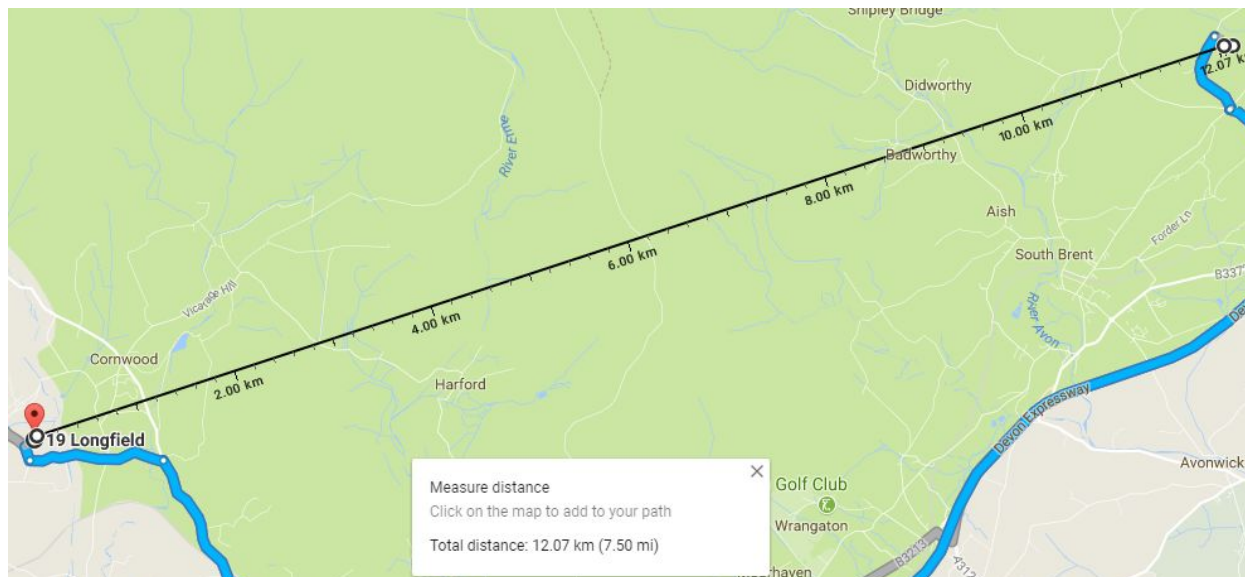 Shipley Bridge
12.07 km
Didworthy
10.00 km
River Erme
Badworthy
8.00 km
Aish
Forder Ln
6.00 km
South Brent
B337
Vicarage Hill
River Avon
4.00 km
Cornwood
2.00 km
Harford
19 Longfield
Devon Expressway
Avonwick
Measure distance
Click on the map to add to your path
Total distance: 12.07 km (7.50 mi)
Golf Club
Wrangaton
B3213